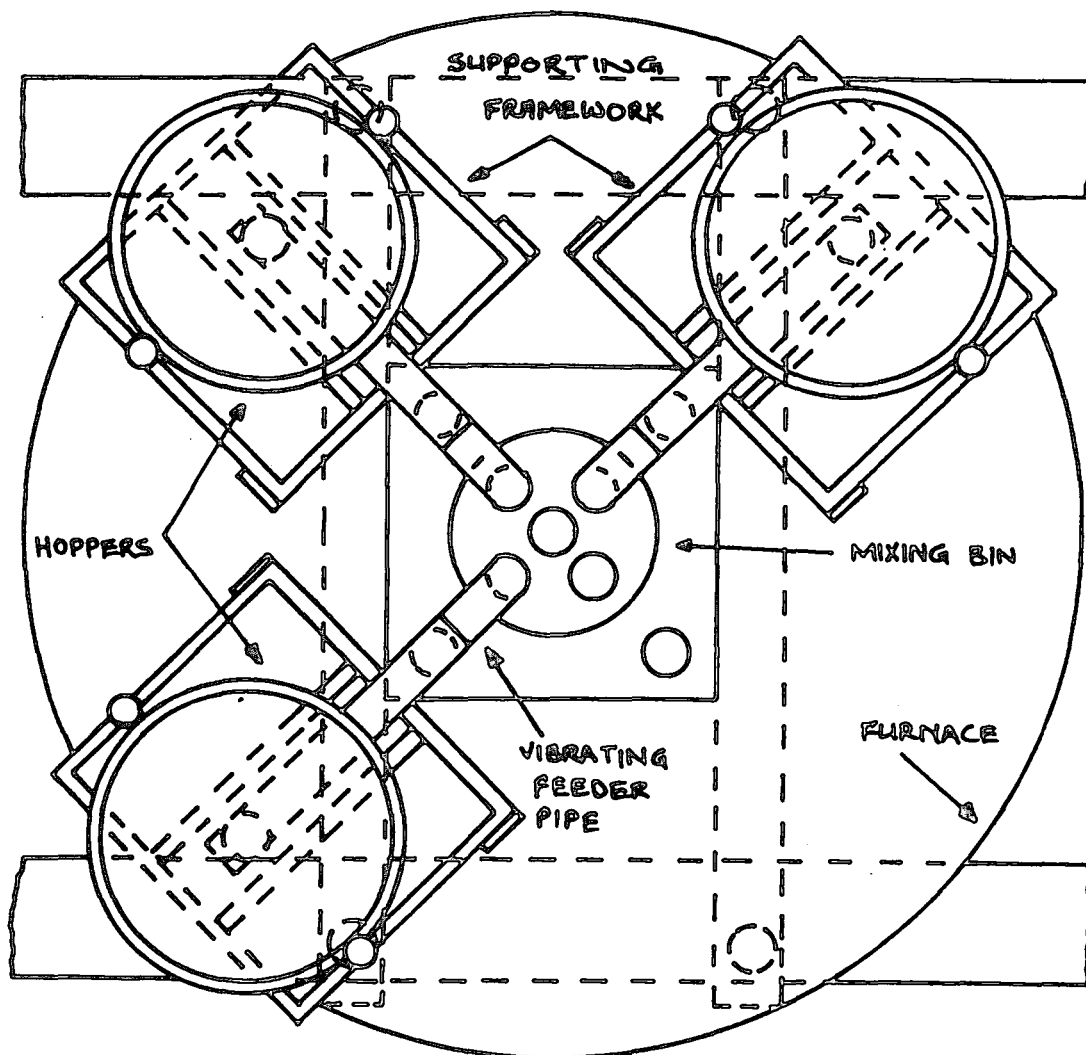 SUPPORTING
FRAMEWORK
HOPPERS
MIXING BIN
VIBRATING
FEEDER
PIPE
FURNACE